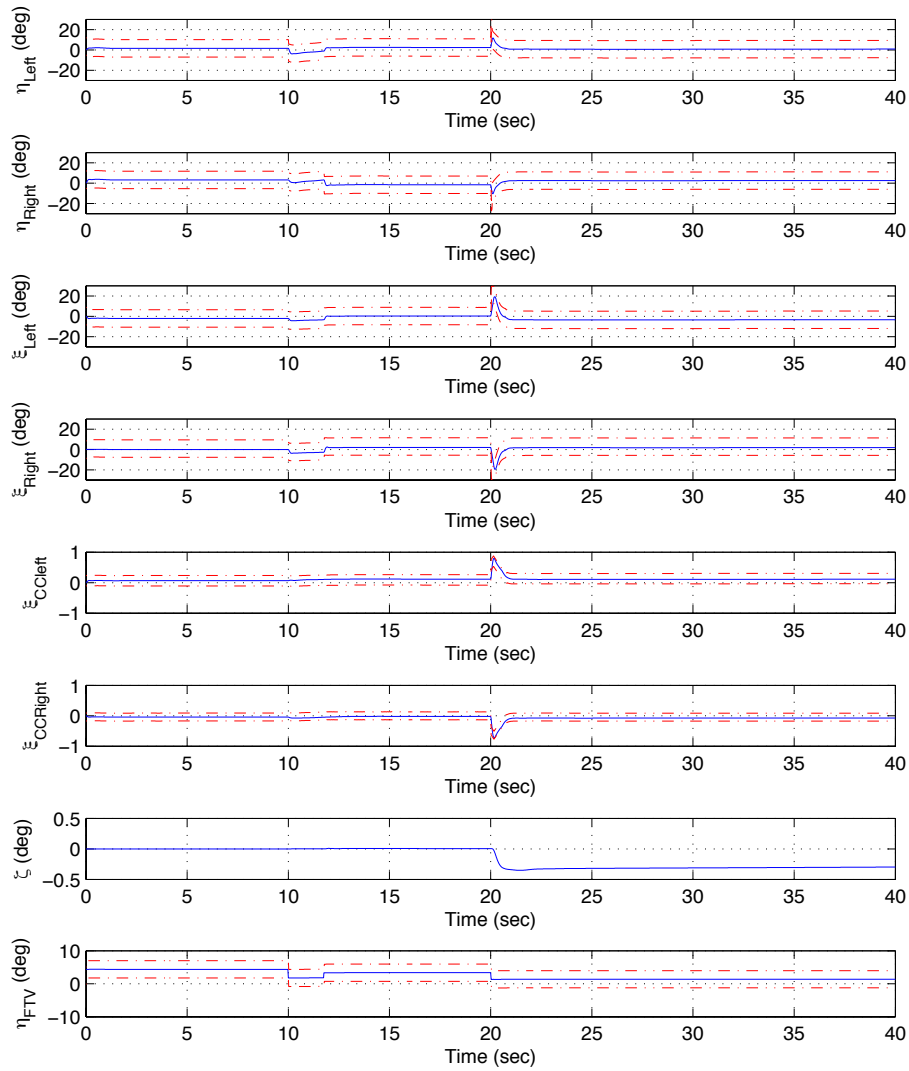 η_Left (deg)
20
0
−20
0 5 10 15 20 25 30 35 40
Time (sec)
η_Right (deg)
20
0
−20
0 5 10 15 20 25 30 35 40
Time (sec)
ξ_Left (deg)
20
0
−20
0 5 10 15 20 25 30 35 40
Time (sec)
ξ_Right (deg)
20
0
−20
0 5 10 15 20 25 30 35 40
Time (sec)
ξ_CCleft
1
0
−1
0 5 10 15 20 25 30 35 40
Time (sec)
ξ_CCRight
1
0
−1
0 5 10 15 20 25 30 35 40
Time (sec)
ζ (deg)
0.5
0
−0.5
0 5 10 15 20 25 30 35 40
Time (sec)
η_FTV (deg)
10
0
−10
0 5 10 15 20 25 30 35 40
Time (sec)